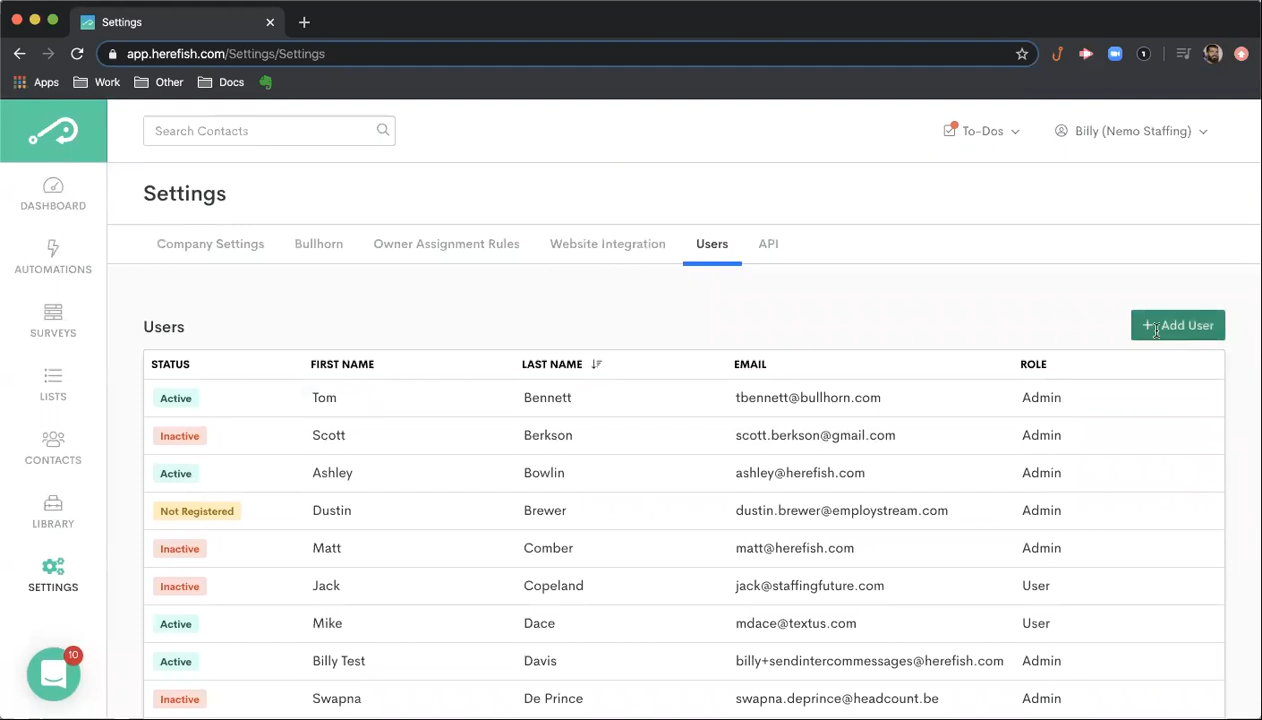 Settings
app.herefish.com/Settings/Settings
1
Apps Work Other Docs
Search Contacts To-Dos Billy (Nemo Staffing)
DASHBOARD
AUTOMATIONS
SURVEYS
LISTS
CONTACTS
LIBRARY
SETTINGS
10
Settings
Company Settings Bullhorn Owner Assignment Rules Website Integration Users API
Users + Add User
STATUS FIRST NAME LAST NAME EMAIL ROLE
Active Tom Bennett tbennett@bullhorn.com Admin
Inactive Scott Berkson scott.berkson@gmail.com Admin
Active Ashley Bowlin ashley@herefish.com Admin
Not Registered Dustin Brewer dustin.brewer@employstream.com Admin
Inactive Matt Comber matt@herefish.com Admin
Inactive Jack Copeland jack@staffingfuture.com User
Active Mike Dace mdace@textus.com User
Active Billy Test Davis billy+sendintercommessages@herefish.com Admin
Inactive Swapna De Prince swapna.deprince@headcount.be Admin